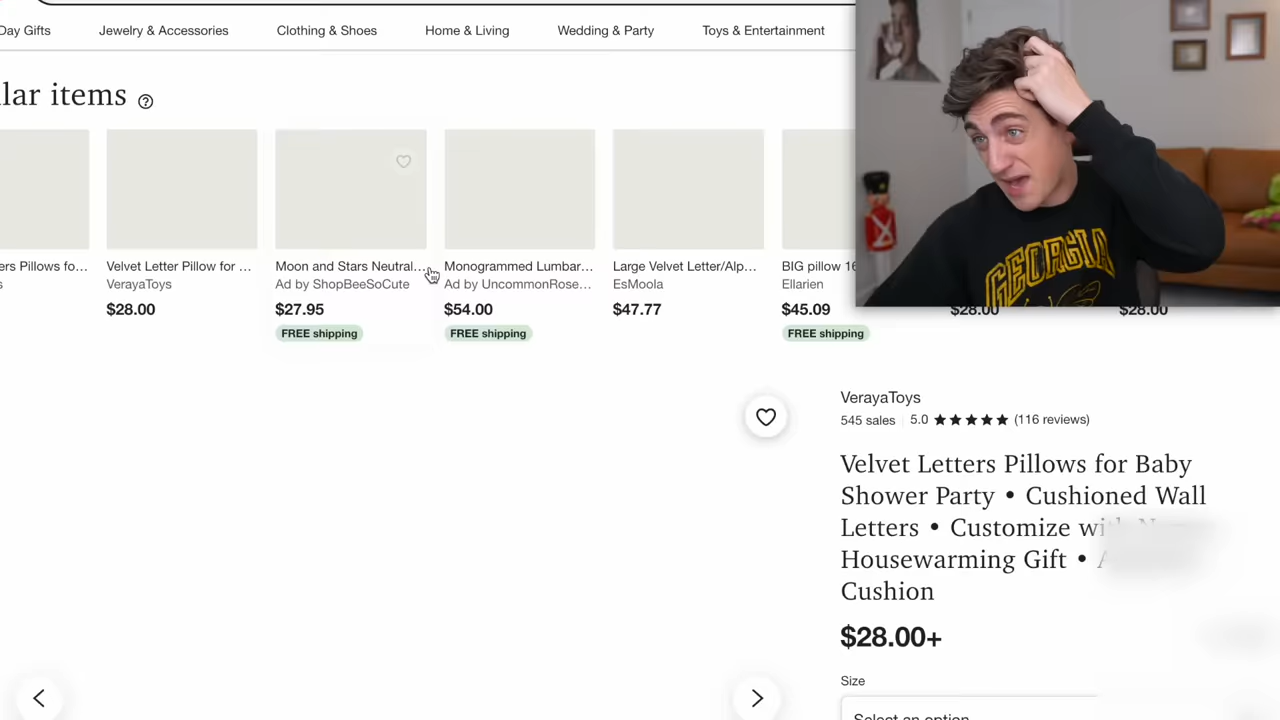 Day Gifts
Jewelry & Accessories
Clothing & Shoes
Home & Living
Wedding & Party
Toys & Entertainment
lar items ?
ers Pillows fo...
s
Velvet Letter Pillow for ...
VerayaToys
$28.00
Moon and Stars Neutral...
Ad by ShopBeeSoCute
$27.95
FREE shipping
Monogrammed Lumbar...
Ad by UncommonRose...
$54.00
FREE shipping
Large Velvet Letter/Alp...
EsMoola
$47.77
BIG pillow 16
Ellarien
$45.09
FREE shipping
$28.00
$28.00
GEORGIA
VerayaToys
545 sales 5.0 ★★★★★ (116 reviews)
Velvet Letters Pillows for Baby
Shower Party • Cushioned Wall
Letters • Customize with
Housewarming Gift •
Cushion
$28.00+
Size
Select an option